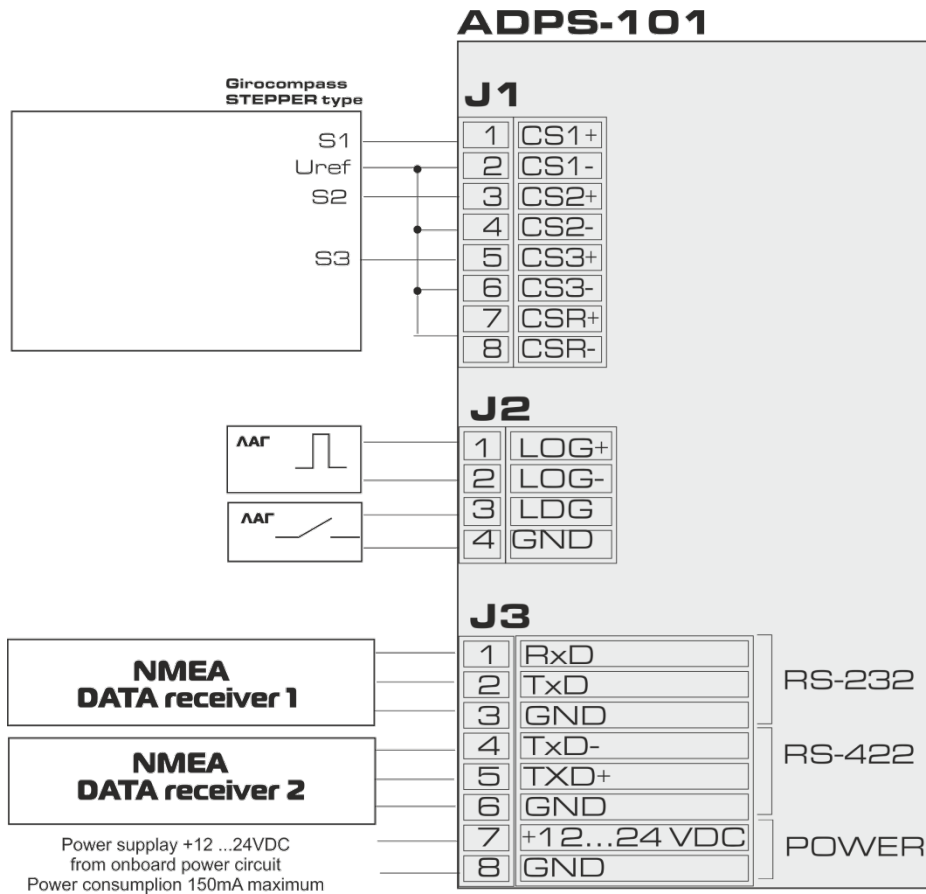 ADPS-101
Girocompass
STEPPER type
S1
Uref
S2
S3
J1
1 CS1+
2 CS1-
3 CS2+
4 CS2-
5 CS3+
6 CS3-
7 CSR+
8 CSR-
ЛАГ
ЛАГ
J2
1 LOG+
2 LOG-
3 LDG
4 GND
NMEA
DATA receiver 1
NMEA
DATA receiver 2
Power supplay +12 ...24VDC
from onboard power circuit
Power consumplion 150mA maximum
J3
1 RxD
2 TxD
3 GND
4 TxD-
5 TXD+
6 GND
7 +12...24 VDC
8 GND
RS-232
RS-422
POWER